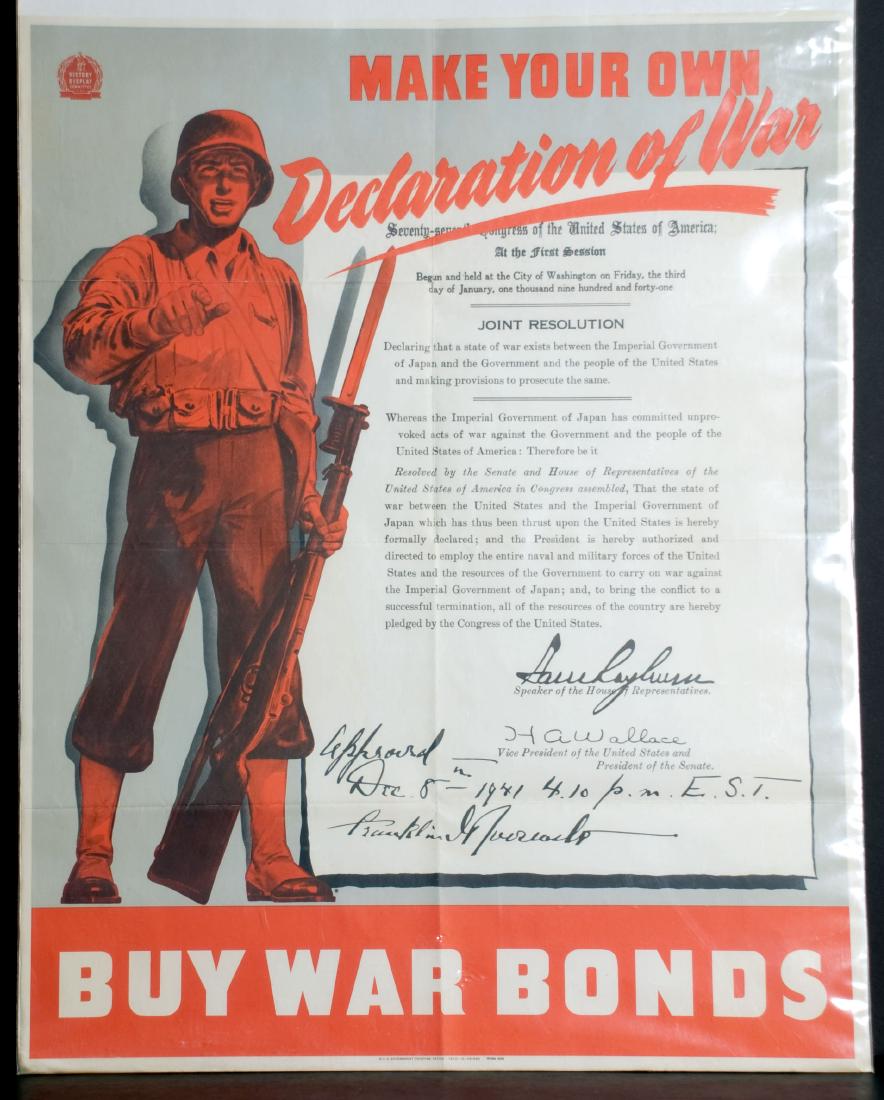 VICTORY
DISPLAY
COMMITTEE
MAKE YOUR OWN
Declaration of War
Seventy-seventh Congress of the United States of America;
At the First Session
Begun and held at the City of Washington on Friday, the third
day of January, one thousand nine hundred and forty-one
JOINT RESOLUTION
Declaring that a state of war exists between the Imperial Government
of Japan and the Government and the people of the United States
and making provisions to prosecute the same.
Whereas the Imperial Government of Japan has committed unpro-
voked acts of war against the Government and the people of the
United States of America: Therefore be it
Resolved by the Senate and House of Representatives of the
United States of America in Congress assembled, That the state of
war between the United States and the Imperial Government of
Japan which has thus been thrust upon the United States is hereby
formally declared; and the President is hereby authorized and
directed to employ the entire naval and military forces of the United
States and the resources of the Government to carry on war against
the Imperial Government of Japan; and, to bring the conflict to a
successful termination, all of the resources of the country are hereby
pledged by the Congress of the United States.
Sam Rayburn
Speaker of the House of Representatives.
H A Wallace
Vice President of the United States and
President of the Senate.
Approved
Dec. 8th 1941 4.10 p.m. E.S.T.
Franklin D Roosevelt
BUY WAR BONDS
U.S. GOVERNMENT PRINTING OFFICE